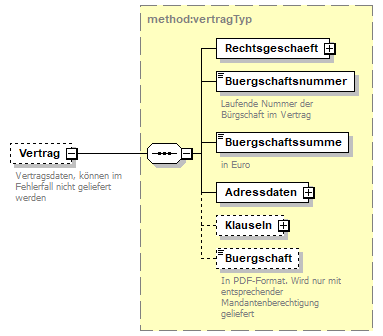 method:vertragTyp
Rechtsgeschaeft
Buergschaftsnummer
Laufende Nummer der
Bürgschaft im Vertrag
Buergschaftssumme
in Euro
Vertrag
Vertragsdaten, können im
Fehlerfall nicht geliefert
werden
Adressdaten
Klauseln
Buergschaft
In PDF-Format. Wird nur mit
entsprechender
Mandantenberechtigung
geliefert